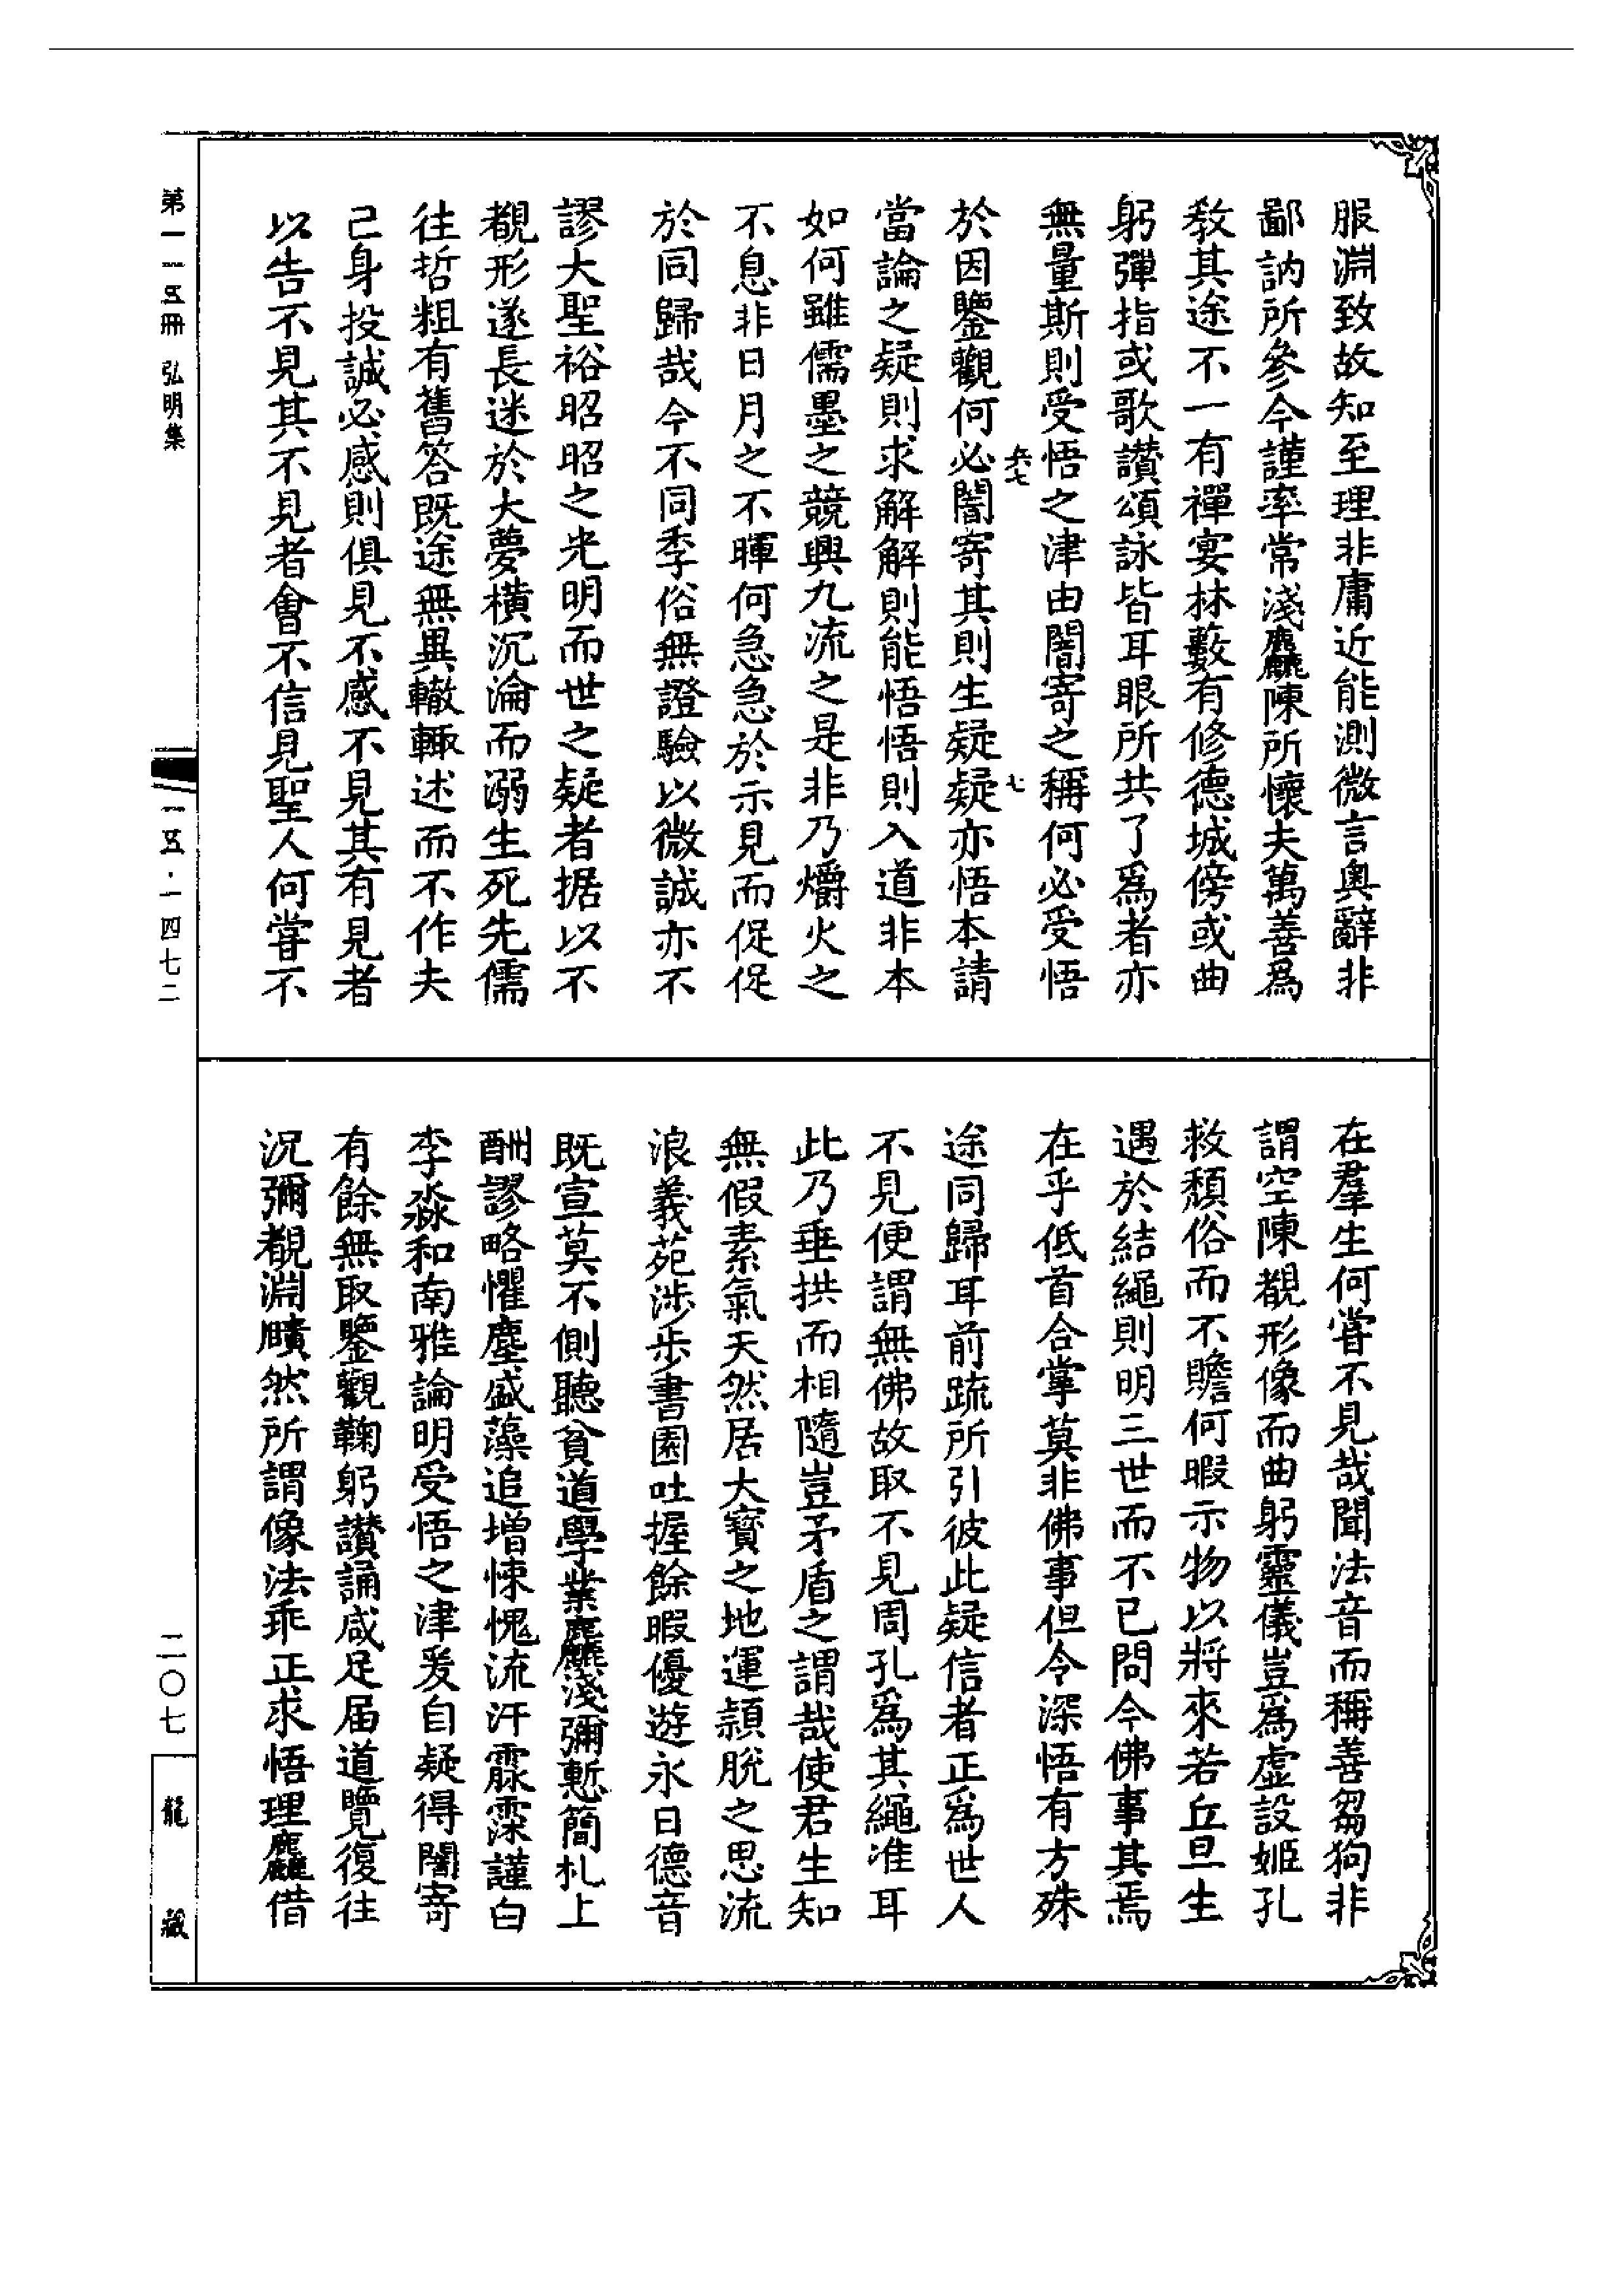 服淵致故知至理非庸近能測微言奧辭非
鄙訥所參今謹率常淺麤陳所懷夫萬善為
教其途不一有禪宴林藪有修德城傍或曲
躬彈指或歌讚頌詠皆耳眼所共了為者亦
無量斯則受悟之津由闇寄之稱何必受悟
兵七
七
於因鑒觀何必闇寄其則生疑疑亦悟本請
當論之疑則求解解則能悟悟則入道非本
如何雖儒墨之競興九流之是非乃爝火之
不息非日月之不暉何急急於示見而促促
於同歸哉今不同季俗無證驗以微誠亦不
謬大聖裕昭昭之光明而世之疑者据以不
覩形遂長迷於大夢橫沉淪而溺生死先儒
往哲粗有舊答既途無異轍輙述而不作夫
己身投誠必感則俱見不感不見其有見者
以告不見其不見者會不信見聖人何甞不
在羣生何甞不見哉聞法音而稱善芻狗非
謂空陳覩形像而曲躬靈儀豈為虛設姬孔
救頹俗而不贍何暇示物以將來若丘旦生
遇於結繩則明三世而不已問今佛事其焉
在乎低首合掌莫非佛事但令深悟有方殊
途同歸耳前疏所引彼此疑信者正為世人
不見便謂無佛故取不見周孔為其繩准耳
此乃垂拱而相隨豈矛盾之謂哉使君生知
無假素氣天然居大寶之地運頴脫之思流
浪義苑涉步書園吐握餘暇優遊永日德音
既宣莫不側聽貧道學業麤淺彌慙簡札上
酬謬略懼塵盛藻追增悚愧流汗霡霂謹白
李淼和南雅論明受悟之津爰自疑得闇寄
有餘無取鑒觀鞠躬讚誦咸足届道覽復往
況彌覩淵曠然所謂像法乖正求悟理麤借
第一一五冊 弘明集
一一五·一四七二
二〇七
龍藏